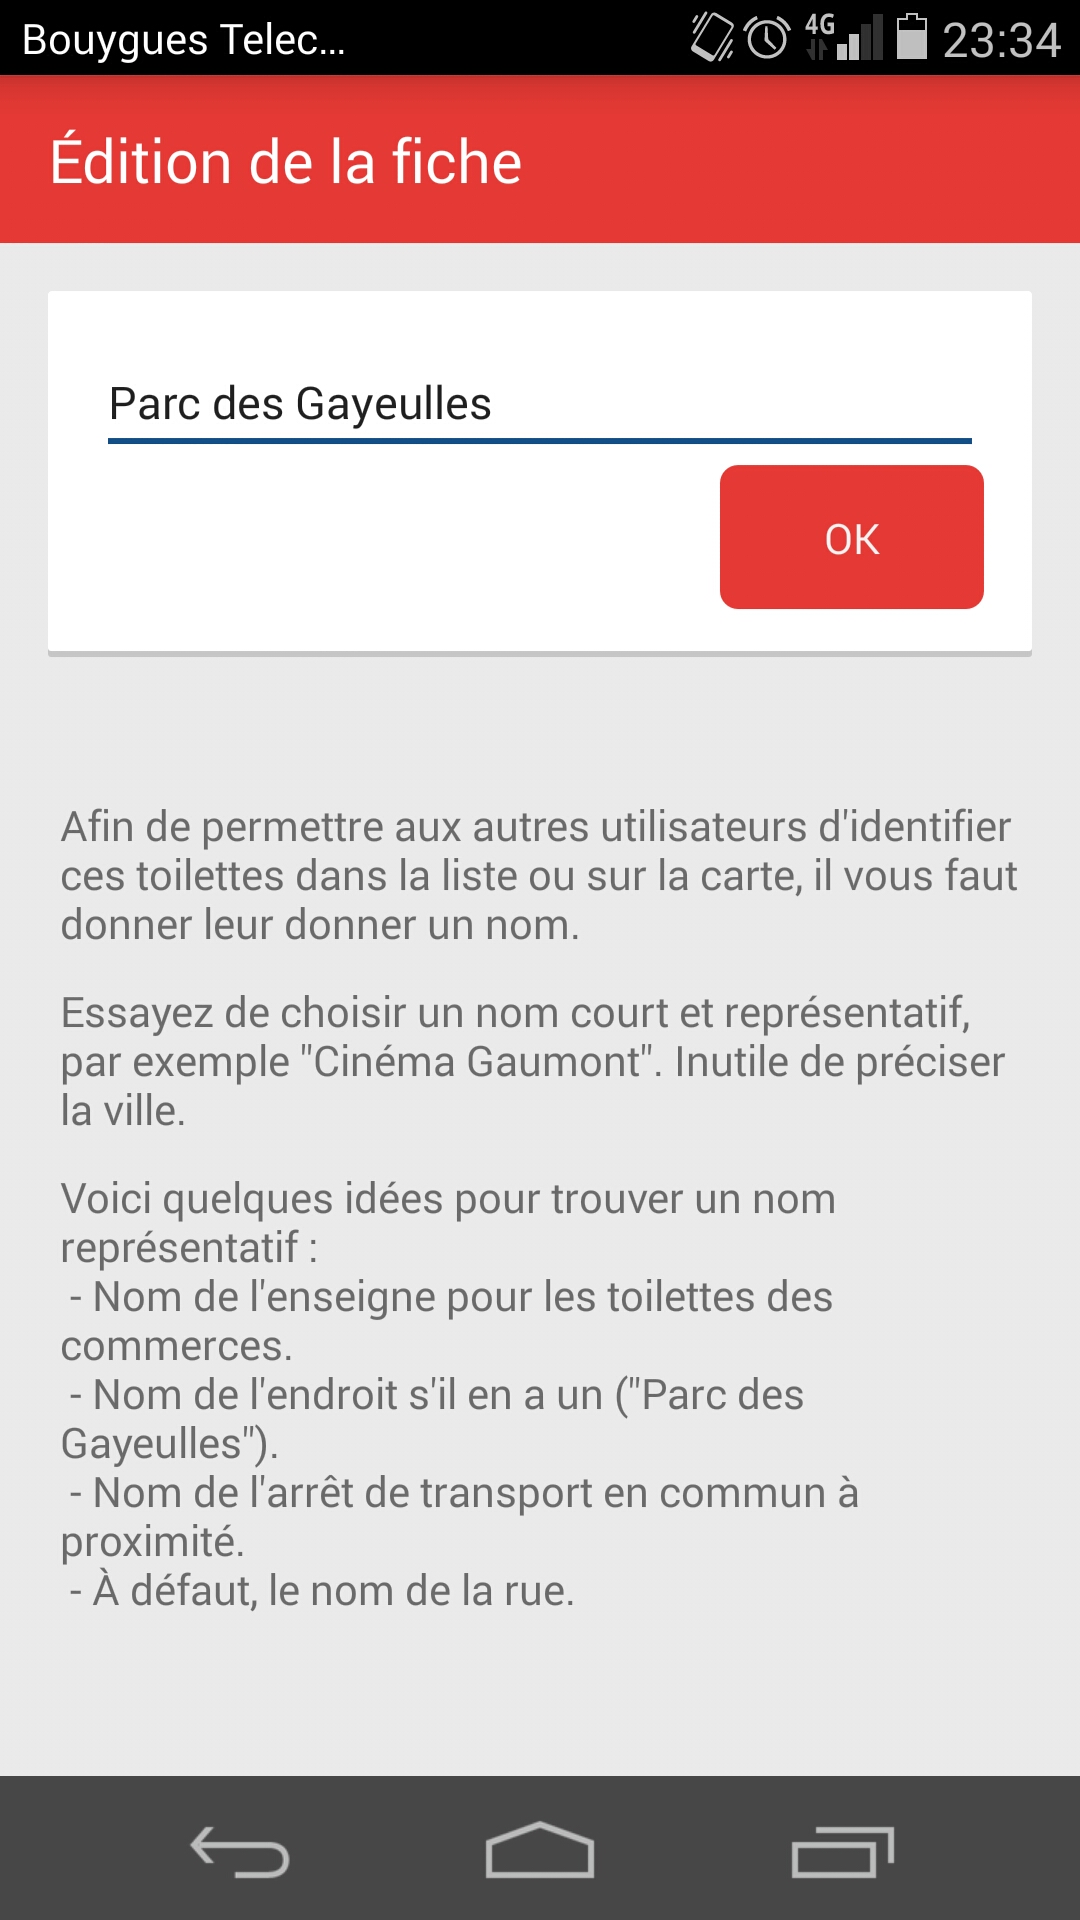 Bouygues Telec...
4G
23:34
Édition de la fiche
Parc des Gayeulles
OK
Afin de permettre aux autres utilisateurs d'identifier
ces toilettes dans la liste ou sur la carte, il vous faut
donner leur donner un nom.
Essayez de choisir un nom court et représentatif,
par exemple "Cinéma Gaumont". Inutile de préciser
la ville.
Voici quelques idées pour trouver un nom
représentatif :
- Nom de l'enseigne pour les toilettes des
commerces.
- Nom de l'endroit s'il en a un ("Parc des
Gayeulles").
- Nom de l'arrêt de transport en commun à
proximité.
- À défaut, le nom de la rue.